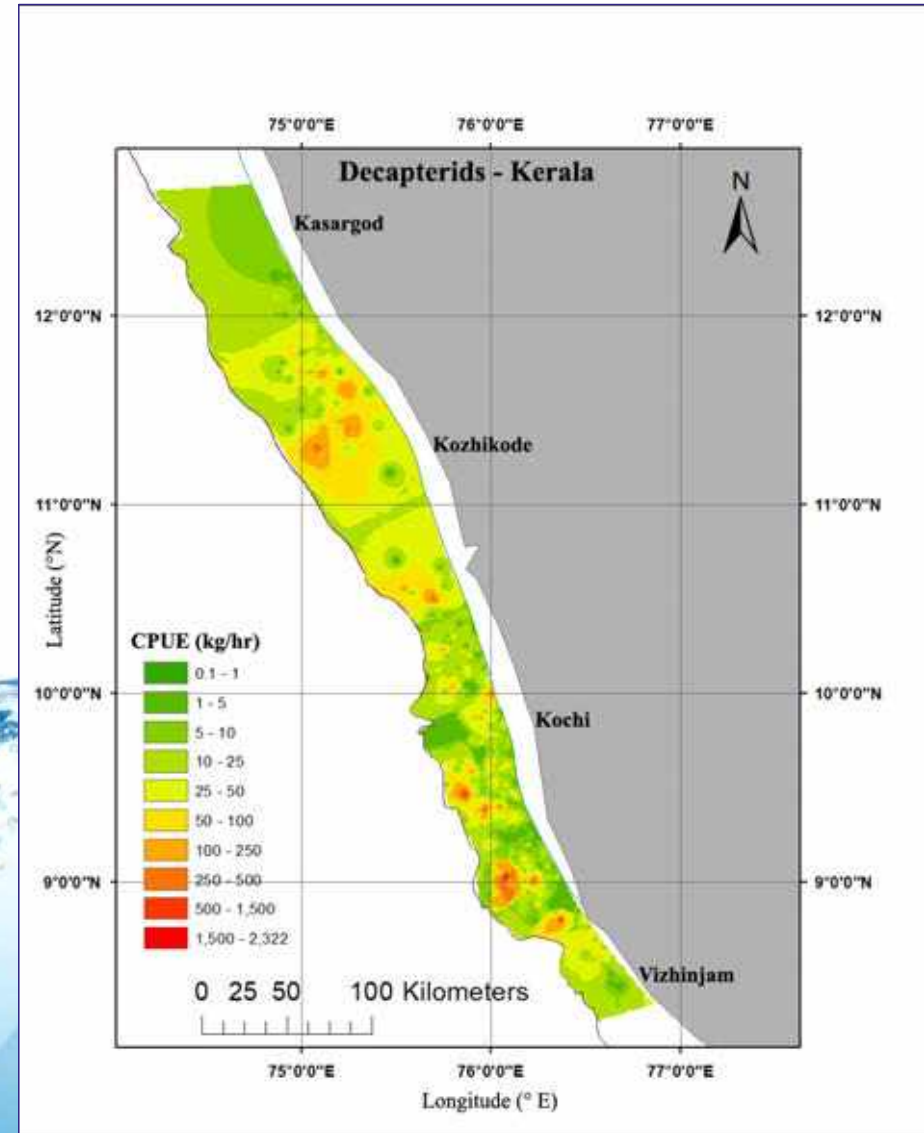 75°0'0"E 76°0'0"E 77°0'0"E
Decapterids - Kerala
N
Kasargod
12°0'0"N 12°0'0"N
Kozhikode
11°0'0"N 11°0'0"N
Latitude (°N)
CPUE (kg/hr)
0.1 - 1
1 - 5
5 - 10
10 - 25
25 - 50
50 - 100
100 - 250
250 - 500
500 - 1,500
1,500 - 2,322
10°0'0"N 10°0'0"N
Kochi
9°0'0"N 9°0'0"N
Vizhinjam
0 25 50 100 Kilometers
75°0'0"E 76°0'0"E 77°0'0"E
Longitude (° E)